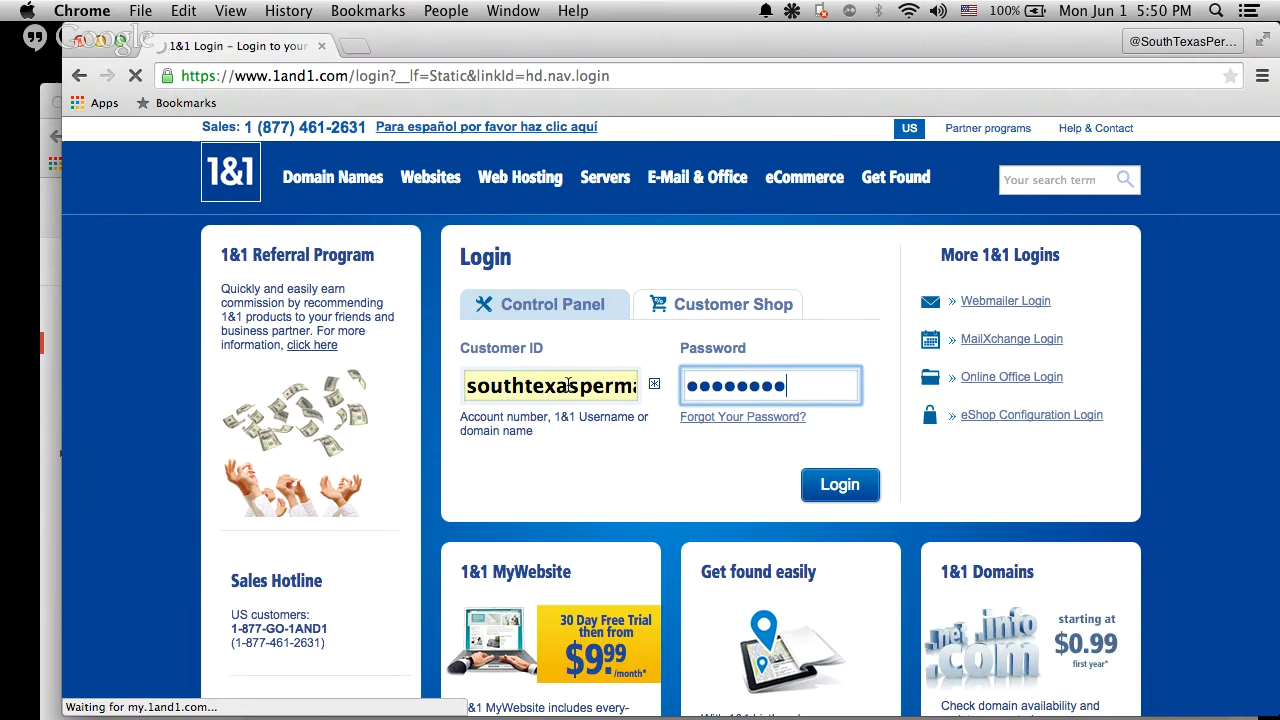 Chrome File Edit View History Bookmarks People Window Help 100% Mon Jun 1 5:50 PM
Google
1&1 Login – Login to your
@SouthTexasPer...
https://www.1and1.com/login?__lf=Static&linkId=hd.nav.login
Apps Bookmarks
Sales: 1 (877) 461-2631 Para español por favor haz clic aquí US Partner programs Help & Contact
1&1 Domain Names Websites Web Hosting Servers E-Mail & Office eCommerce Get Found Your search term
1&1 Referral Program
Quickly and easily earn
commission by recommending
1&1 products to your friends and
business partner. For more
information, click here
Sales Hotline
US customers:
1-877-GO-1AND1
(1-877-461-2631)
Login
Control Panel Customer Shop
Customer ID Password
southtexasperma
Account number, 1&1 Username or
domain name
Forgot Your Password?
Login
More 1&1 Logins
» Webmailer Login
» MailXchange Login
» Online Office Login
» eShop Configuration Login
1&1 MyWebsite
30 Day Free Trial
then from
$9.99
/month*
1&1 MyWebsite includes every-
Get found easily
1&1 Domains
.net .info
.com
starting at
$0.99
first year*
Check domain availability and
Waiting for my.1and1.com...